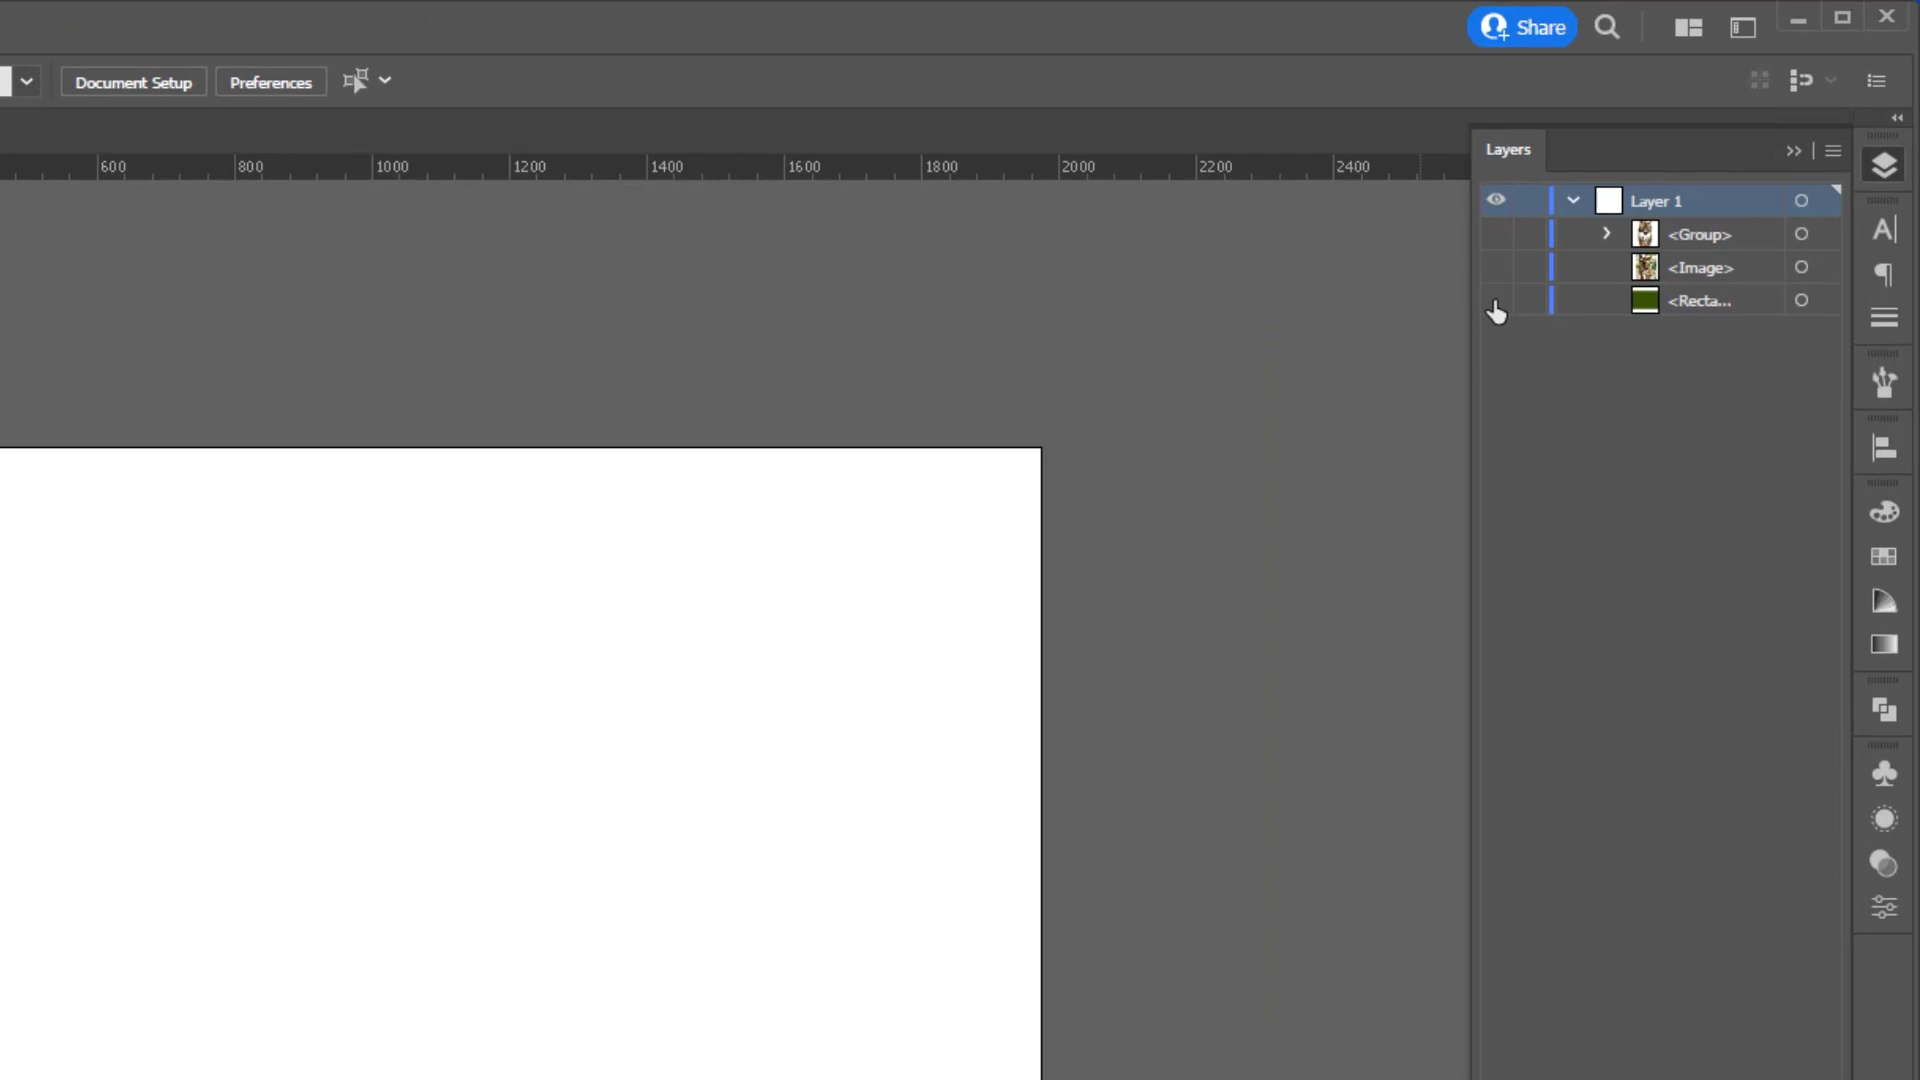 Share
Document Setup Preferences
600 800 1000 1200 1400 1600 1800 2000 2200 2400
Layers
Layer 1
<Group>
<Image>
<Recta...